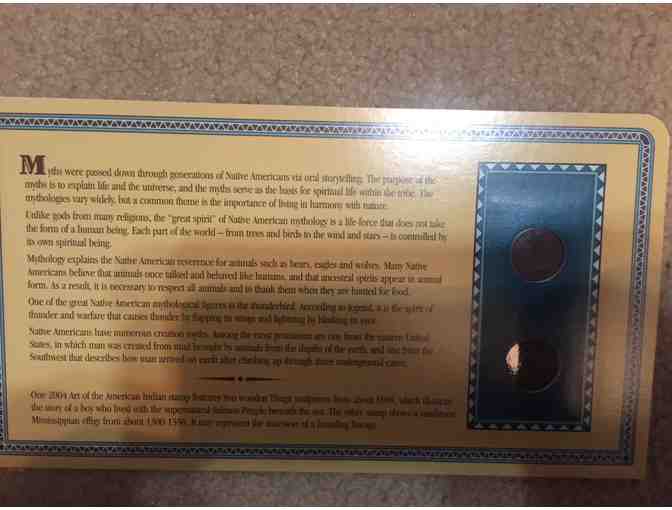 Myths were passed down through generations of Native Americans via oral storytelling. The purpose of the
myths is to explain life and the universe, and the myths serve as the basis for spiritual life within the tribe. The
mythologies vary widely, but a common theme is the importance of living in harmony with nature.
Unlike gods from many religions, the "great spirit" of Native American mythology is a life-force that does not take
the form of a human being. Each part of the world – from trees and birds to the wind and stars – is controlled by
its own spiritual being.
Mythology explains the Native American reverence for animals such as bears, eagles and wolves. Many Native
Americans believe that animals once talked and behaved like humans, and that ancestral spirits appear in animal
form. As a result, it is necessary to respect all animals and to thank them when they are hunted for food.
One of the great Native American mythological figures is the thunderbird. According to legend, it is the spirit of
thunder and warfare that causes thunder by flapping its wings and lightning by blinking its eyes.
Native Americans have numerous creation myths. Among the most prominent are one from the eastern United
States, in which man was created from mud brought by animals from the depths of the earth, and one from the
Southwest that describes how man arrived on earth after climbing up through three underground caves.
One 2004 Art of the American Indian stamp features two wooden Tlingit sculptures from about 1890, which illustrate
the story of a boy who lived with the supernatural Salmon People beneath the sea. The other stamp shows a sandstone
Mississippian effigy from about 1300-1550. It may represent the ancestor of a founding lineage.